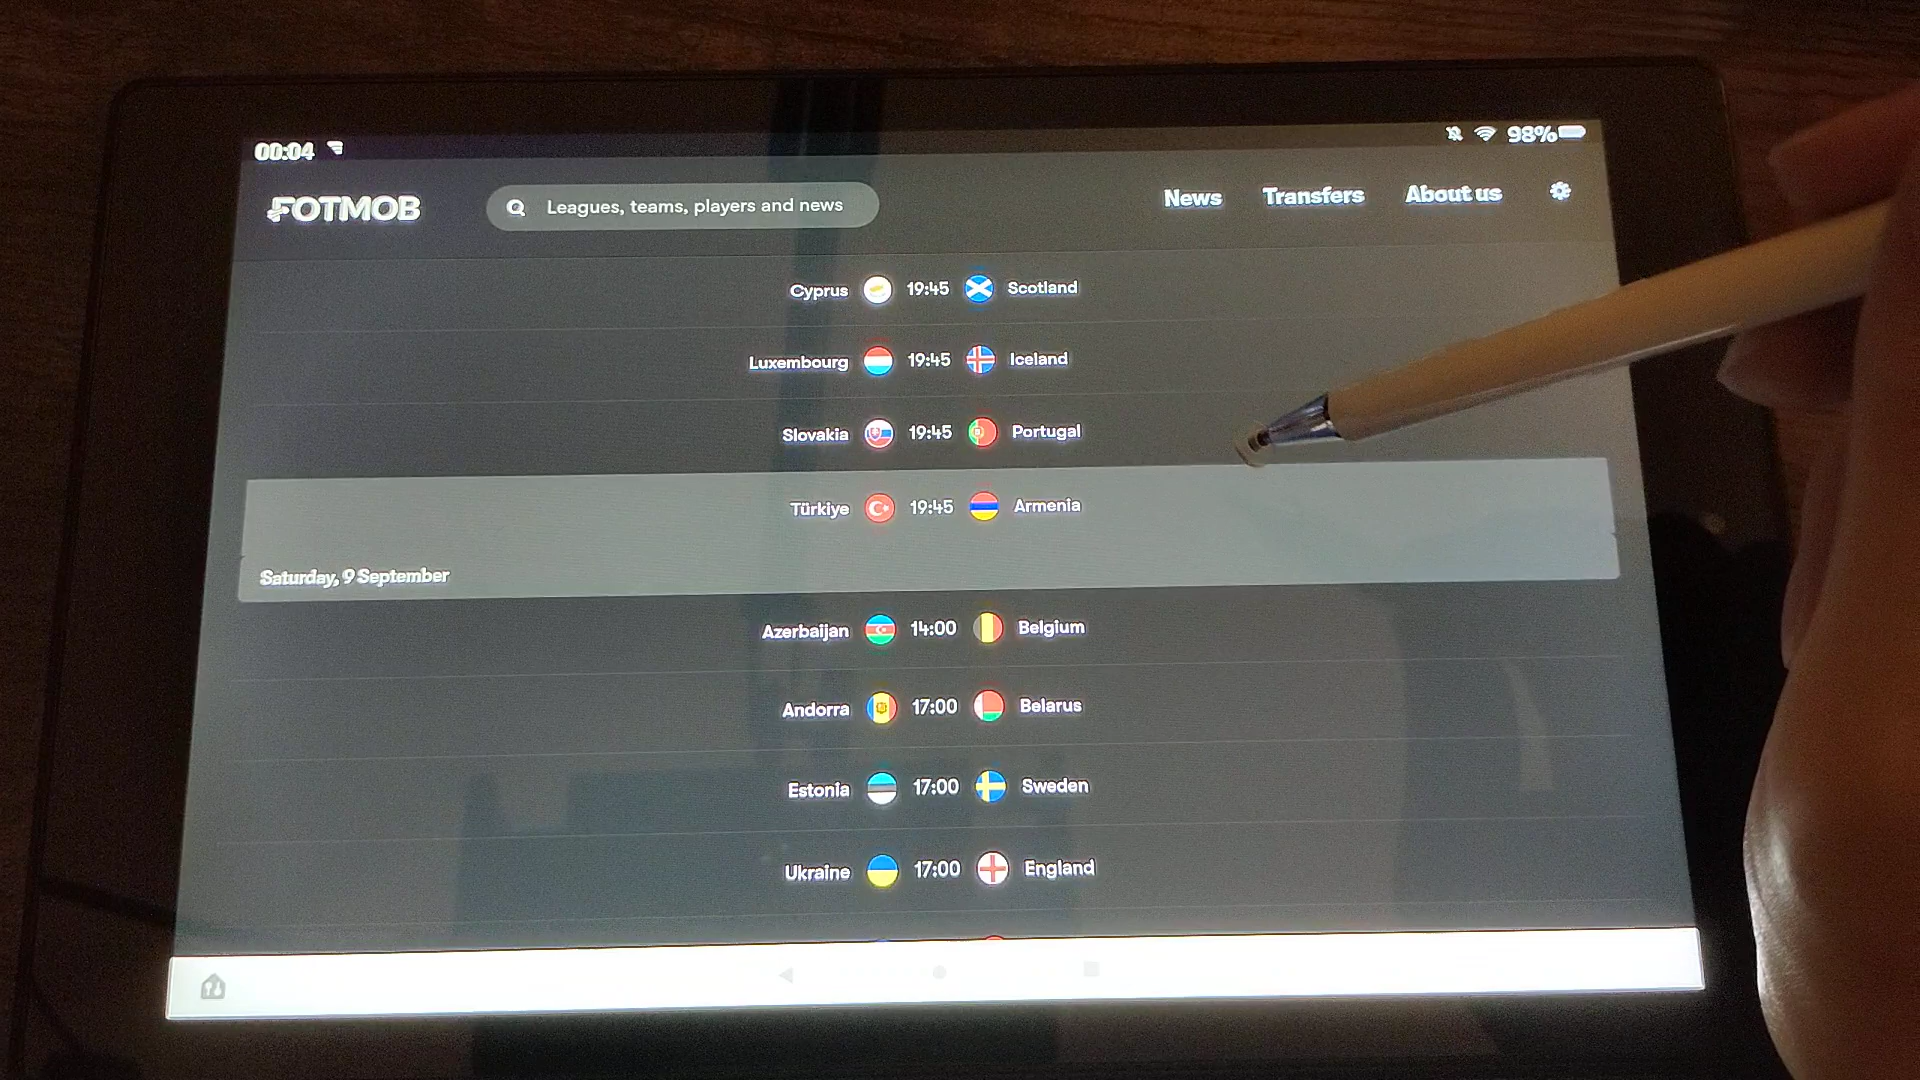 00:04 98%
FOTMOB Leagues, teams, players and news News Transfers About us
Cyprus 19:45 Scotland
Luxembourg 19:45 Iceland
Slovakia 19:45 Portugal
Türkiye 19:45 Armenia
Saturday, 9 September
Azerbaijan 14:00 Belgium
Andorra 17:00 Belarus
Estonia 17:00 Sweden
Ukraine 17:00 England